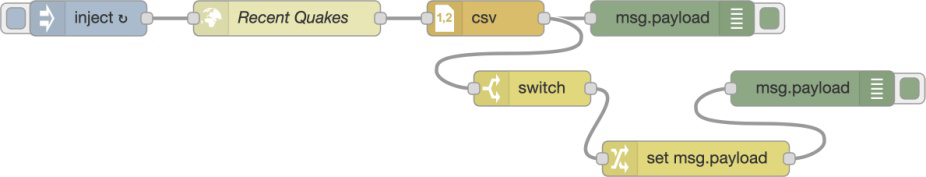 inject ↻
Recent Quakes
1,2
csv
msg.payload
switch
msg.payload
set msg.payload